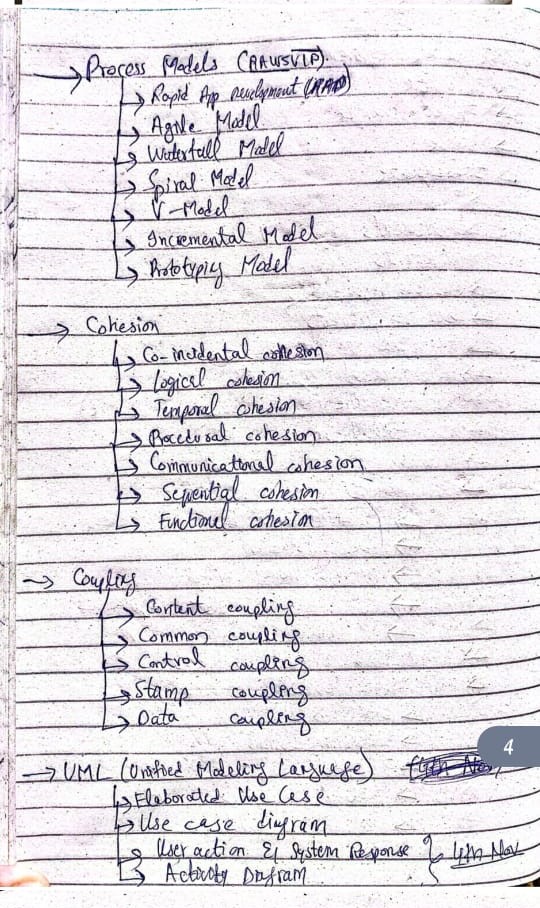 → Process Models (RAWSVIP).
→ Rapid App Development (RAD)
→ Agile Model
→ Waterfall Model
→ Spiral Model
→ V-Model
→ Incremental Model
→ Prototyping Model
→ Cohesion
→ Co-incidental cohesion
→ Logical cohesion
→ Temporal cohesion
→ Procedural cohesion
→ Communicational cohesion
→ Sequential cohesion
→ Functional cohesion
→ Coupling
→ Content coupling
→ Common coupling
→ Control coupling
→ Stamp coupling
→ Data coupling
4
→ UML (Unified Modeling Language)
→ Elaborated Use Case
→ Use case diagram
→ User action & System Response } 4th Nov
→ Activity Diagram